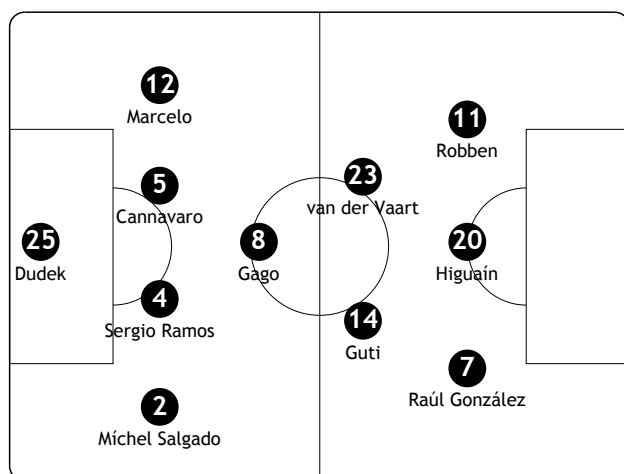 12
Marcelo
11
Robben
5
Cannavaro
23
van der Vaart
25
Dudek
8
Gago
20
Higuaín
4
Sergio Ramos
14
Guti
7
Raúl González
2
Míchel Salgado